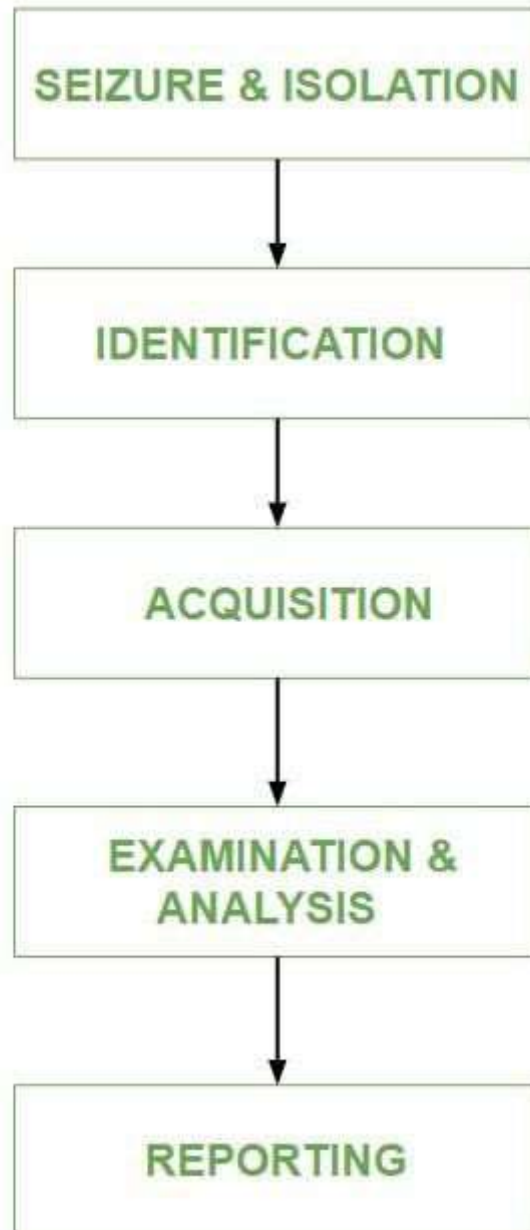 SEIZURE & ISOLATION
IDENTIFICATION
ACQUISITION
EXAMINATION &
ANALYSIS
REPORTING